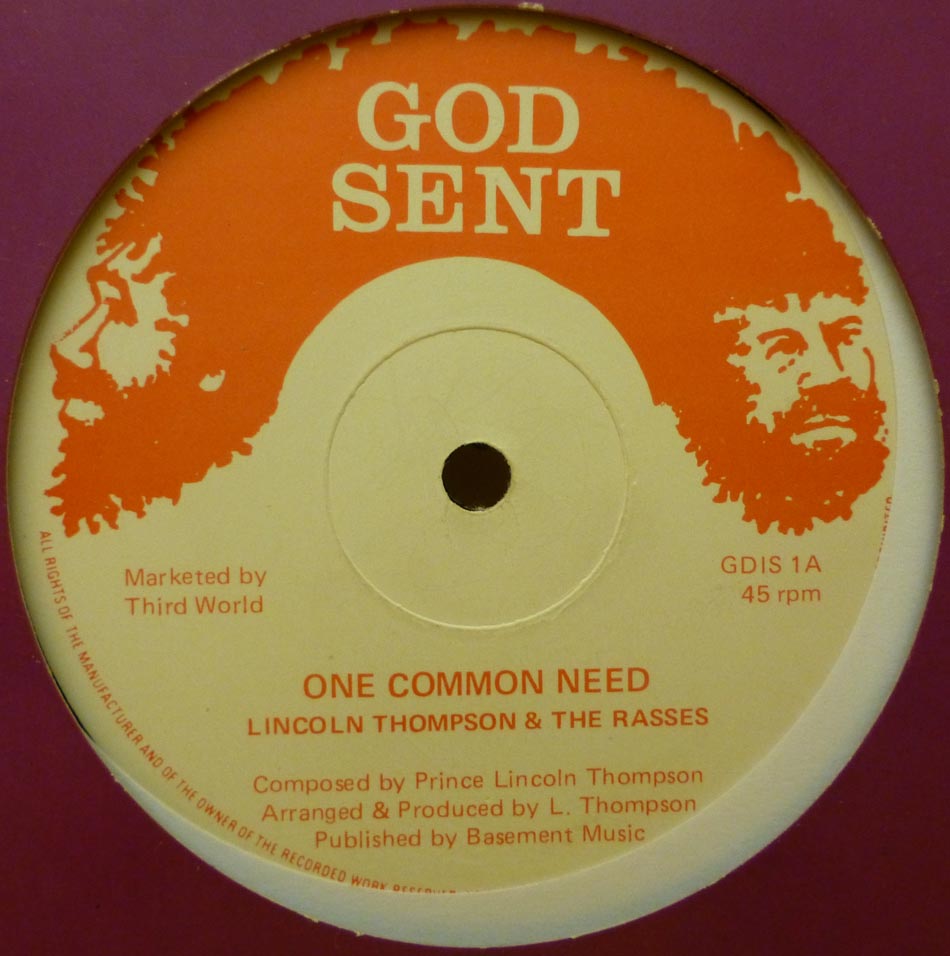 GOD
SENT
Marketed by
Third World
GDIS 1A
45 rpm
ONE COMMON NEED
LINCOLN THOMPSON & THE RASSES
Composed by Prince Lincoln Thompson
Arranged & Produced by L. Thompson
Published by Basement Music
ALL RIGHTS OF THE MANUFACTURER AND OF THE OWNER OF THE RECORDED WORK